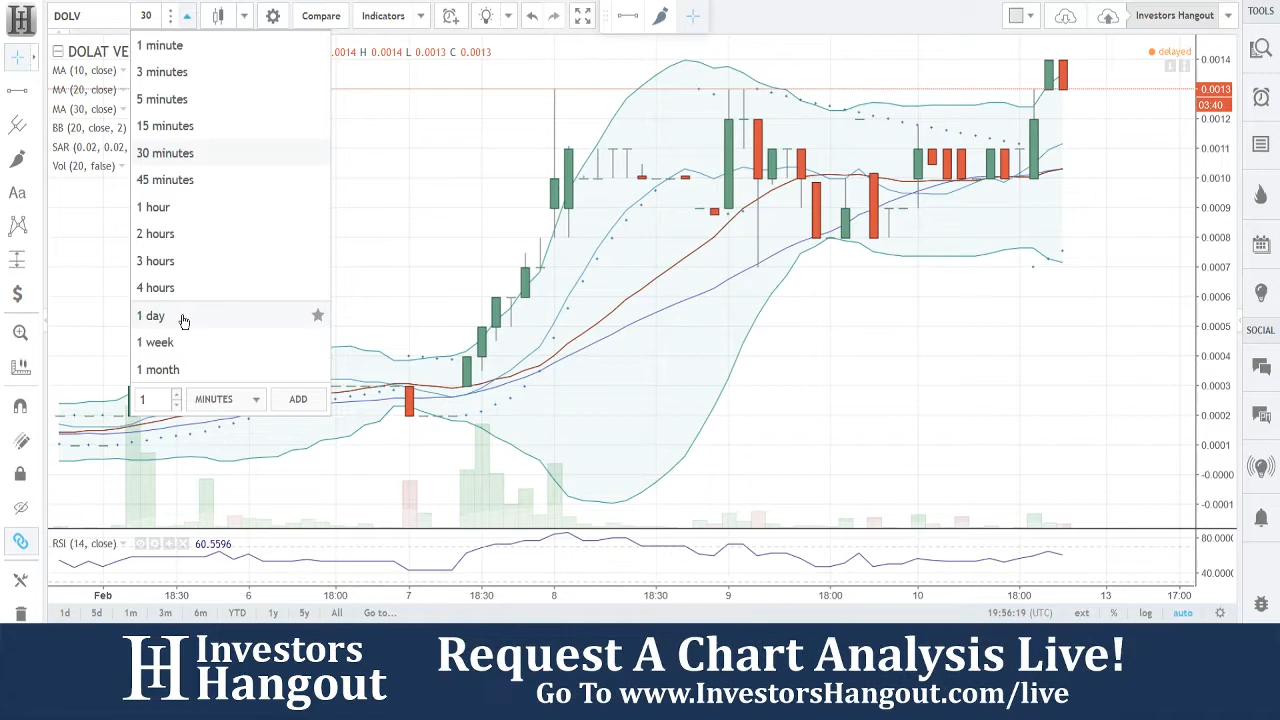 DOLV
30
Compare
Indicators
Investors Hangout
TOOLS
DOLAT VE
.0014 H 0.0014 L 0.0013 C 0.0013
delayed
MA (10, close)
MA (20, close)
MA (30, close)
BB (20, close, 2)
SAR (0.02, 0.02,
Vol (20, false)
1 minute
3 minutes
5 minutes
15 minutes
30 minutes
45 minutes
1 hour
2 hours
3 hours
4 hours
1 day
1 week
1 month
1
MINUTES
ADD
0.0014
0.0013
03:40
0.0012
0.0011
0.0010
0.0009
0.0008
0.0007
0.0006
0.0005
0.0004
0.0003
0.0002
0.0001
-0.0000
-0.0001
Aa
SOCIAL
RSI (14, close)
60.5596
80.0000
40.0000
Feb 18:30 6 18:00 7 18:30 8 18:30 9 18:00 10 18:00 13 17:00
1d 5d 1m 3m 6m YTD 1y 5y All Go to...
19:56:19 (UTC) ext % log auto
Investors
Hangout
Request A Chart Analysis Live!
Go To www.InvestorsHangout.com/live